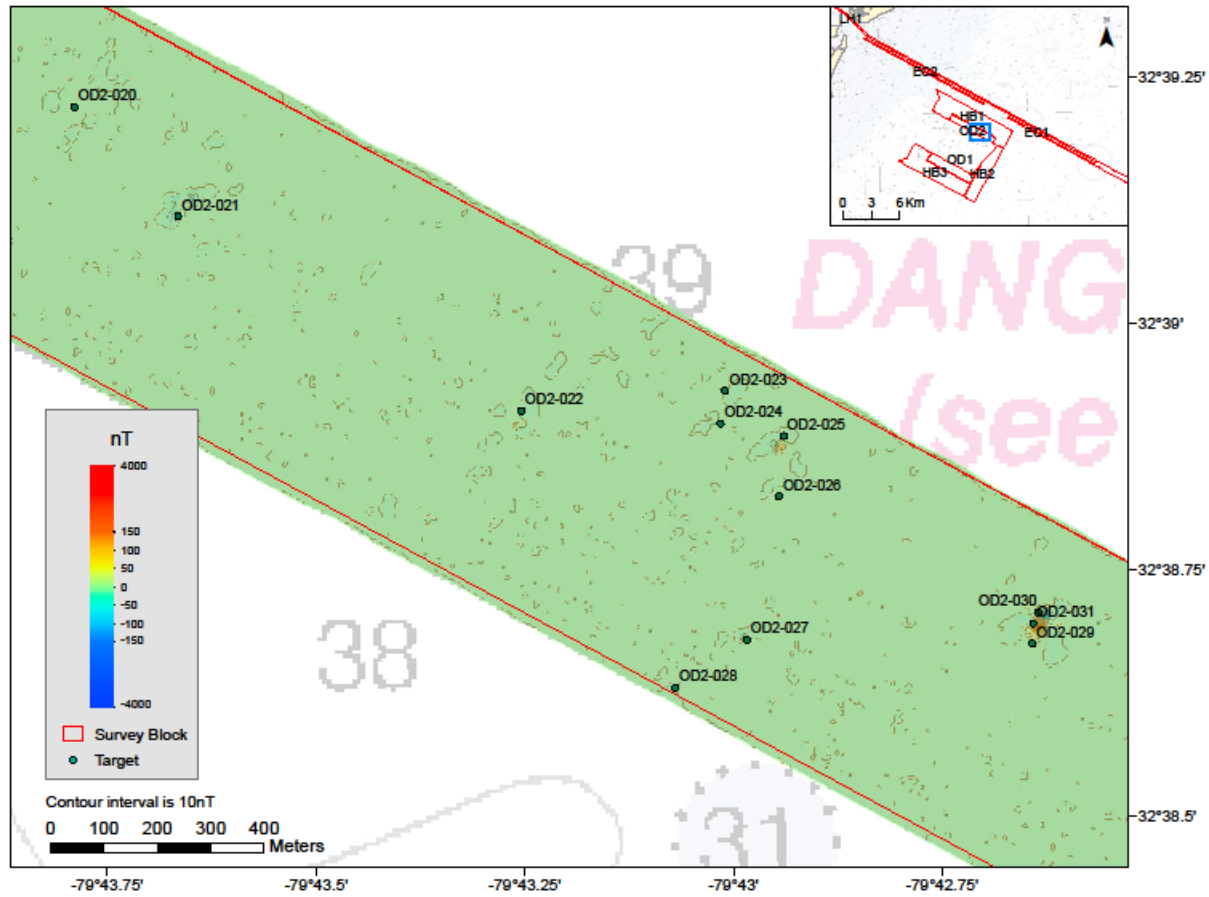 LH1
N
EC2
HB1
OD2
EC1
OD1
HB3
HB2
0 3 6 Km
32°39.25'
OD2-020
OD2-021
39
DANG
32°39'
OD2-023
OD2-022
OD2-024
(see
OD2-025
OD2-026
nT
4000
150
100
50
0
-50
-100
-150
-4000
Survey Block
Target
32°38.75'
OD2-030
OD2-031
OD2-029
OD2-027
38
OD2-028
Contour interval is 10nT
0 100 200 300 400
Meters
31
32°38.5'
-79°43.75' -79°43.5' -79°43.25' -79°43' -79°42.75'